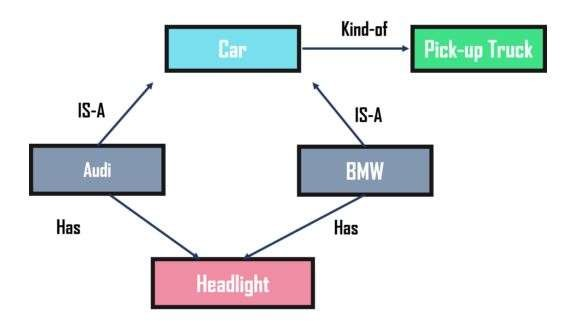 Kind-of
Car
Pick-up Truck
IS-A
IS-A
Audi
BMW
Has
Has
Headlight